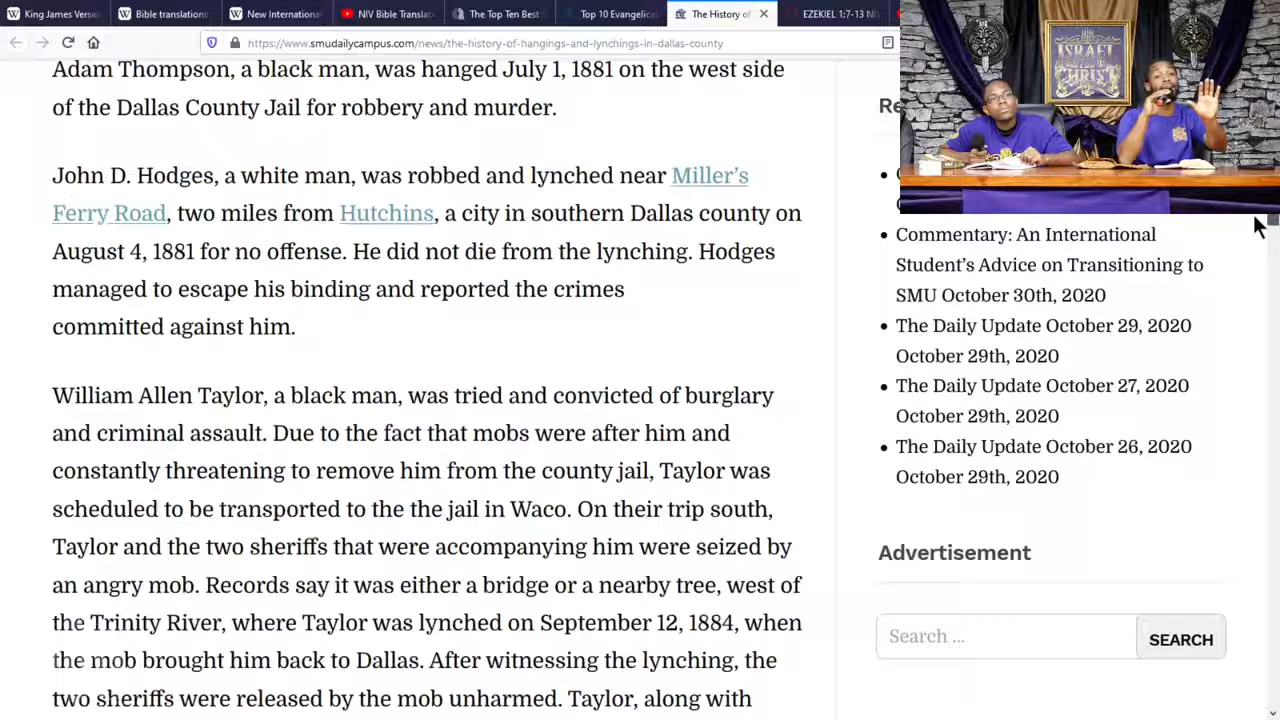 King James Versi
Bible translations
New Internationa
NIV Bible Transla
The Top Ten Best
Top 10 Evangelica
The History of
EZEKIEL 1:7-13 NI
https://www.smudailycampus.com/news/the-history-of-hangings-and-lynchings-in-dallas-county
Adam Thompson, a black man, was hanged July 1, 1881 on the west side
of the Dallas County Jail for robbery and murder.
John D. Hodges, a white man, was robbed and lynched near Miller’s
Ferry Road, two miles from Hutchins, a city in southern Dallas county on
August 4, 1881 for no offense. He did not die from the lynching. Hodges
managed to escape his binding and reported the crimes
committed against him.
William Allen Taylor, a black man, was tried and convicted of burglary
and criminal assault. Due to the fact that mobs were after him and
constantly threatening to remove him from the county jail, Taylor was
scheduled to be transported to the the jail in Waco. On their trip south,
Taylor and the two sheriffs that were accompanying him were seized by
an angry mob. Records say it was either a bridge or a nearby tree, west of
the Trinity River, where Taylor was lynched on September 12, 1884, when
the mob brought him back to Dallas. After witnessing the lynching, the
two sheriffs were released by the mob unharmed. Taylor, along with
ISRAEL
CHRIST
Re
Commentary: An International
Student’s Advice on Transitioning to
SMU October 30th, 2020
The Daily Update October 29, 2020
October 29th, 2020
The Daily Update October 27, 2020
October 29th, 2020
The Daily Update October 26, 2020
October 29th, 2020
Advertisement
Search ...
SEARCH